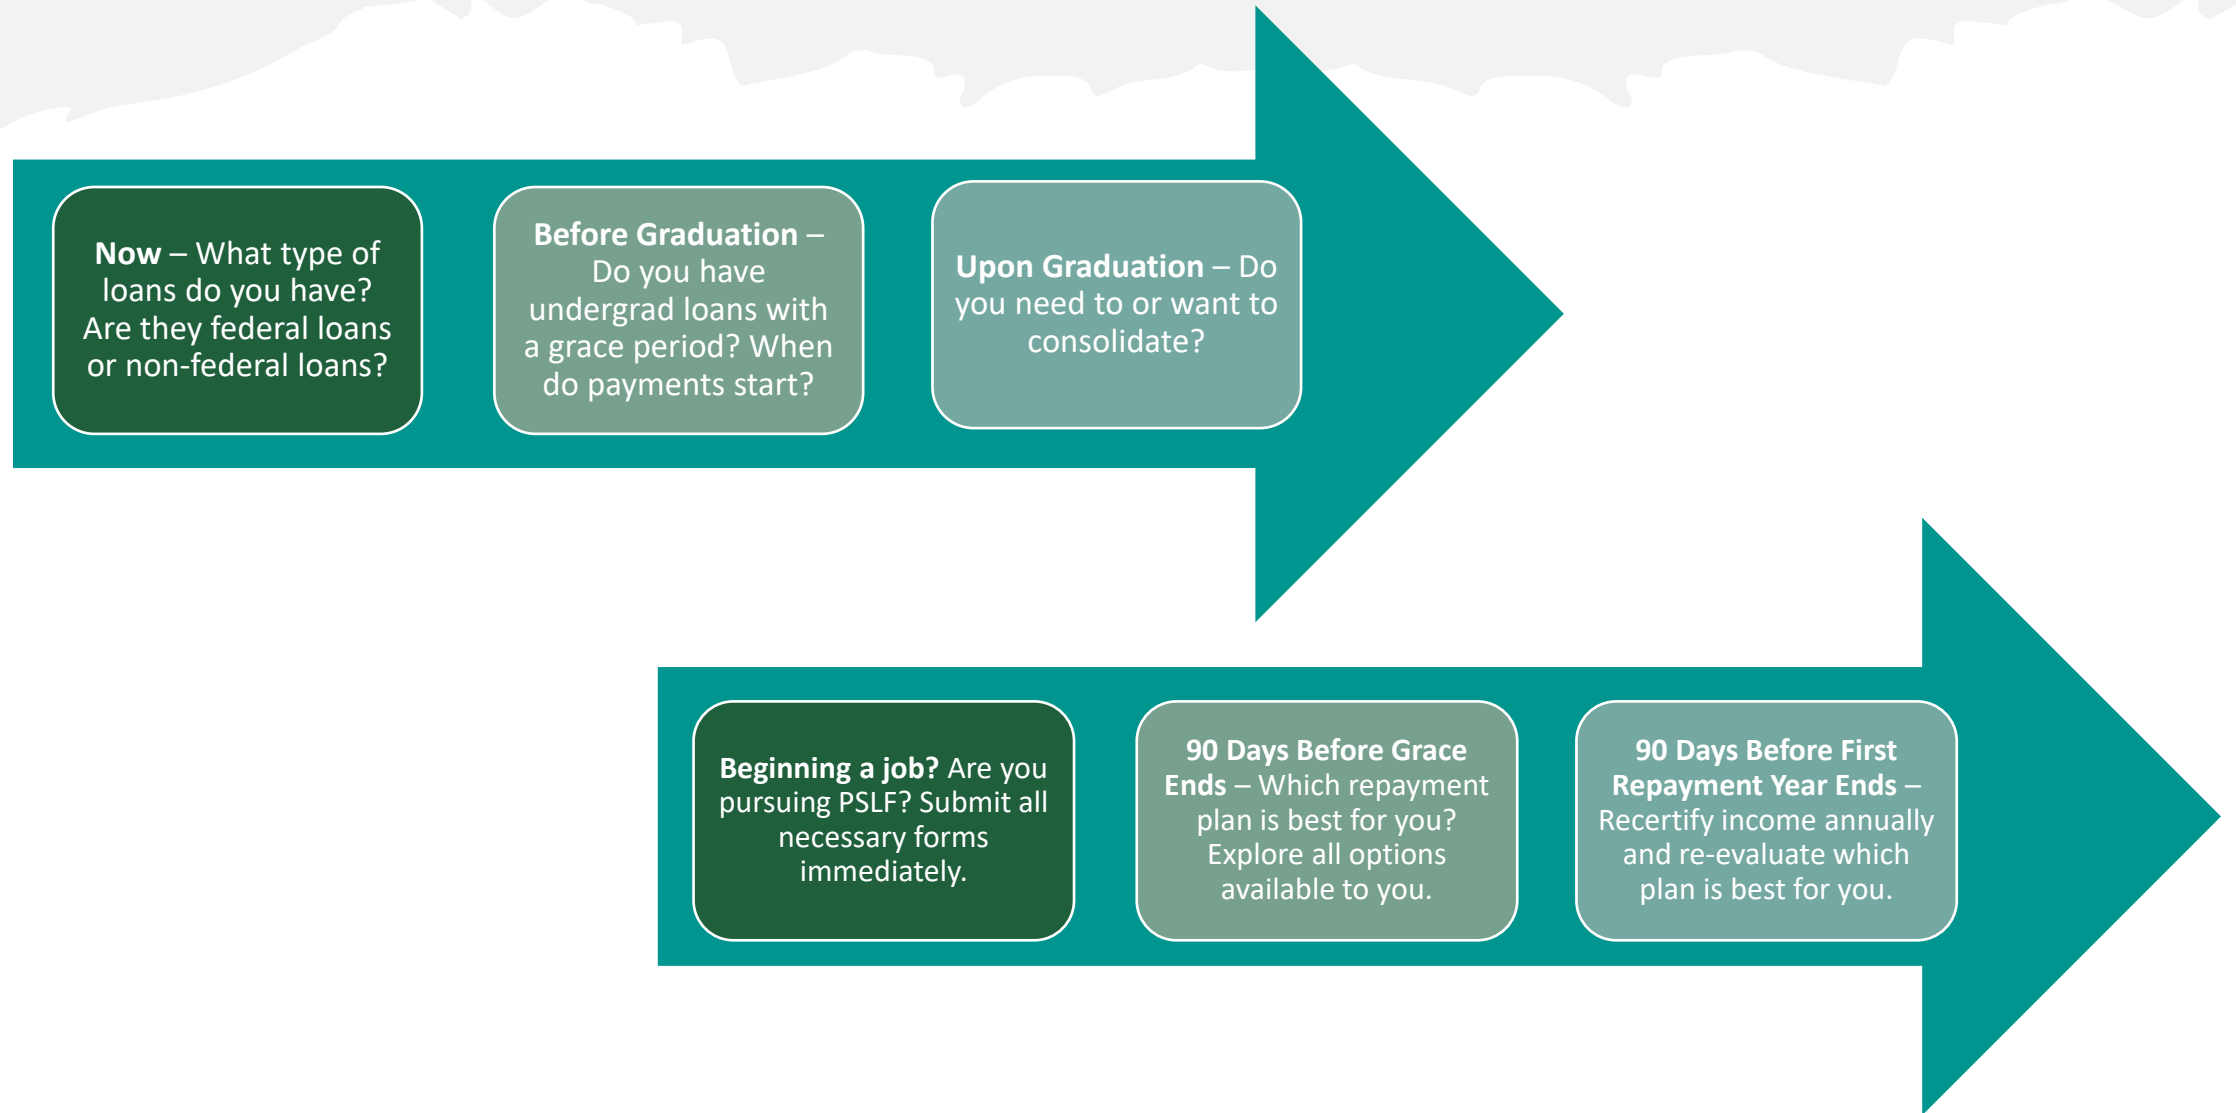 Now – What type of
loans do you have?
Are they federal loans
or non-federal loans?
Before Graduation –
Do you have
undergrad loans with
a grace period? When
do payments start?
Upon Graduation – Do
you need to or want to
consolidate?
Beginning a job? Are you
pursuing PSLF? Submit all
necessary forms
immediately.
90 Days Before Grace
Ends – Which repayment
plan is best for you?
Explore all options
available to you.
90 Days Before First
Repayment Year Ends –
Recertify income annually
and re-evaluate which
plan is best for you.